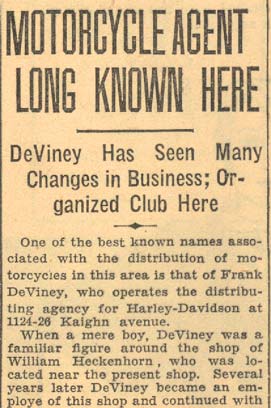 MOTORCYCLE AGENT
LONG KNOWN HERE
DeViney Has Seen Many
Changes in Business; Or-
ganized Club Here
One of the best known names asso-
ciated with the distribution of mo-
torcycles in this area is that of Frank
DeViney, who operates the distribu-
ting agency for Harley-Davidson at
1124-26 Kaighn avenue.
When a mere boy, DeViney was a
familiar figure around the shop of
William Heckenhorn, who was lo-
cated near the present shop. Several
years later DeViney became an em-
ploye of this shop and continued with